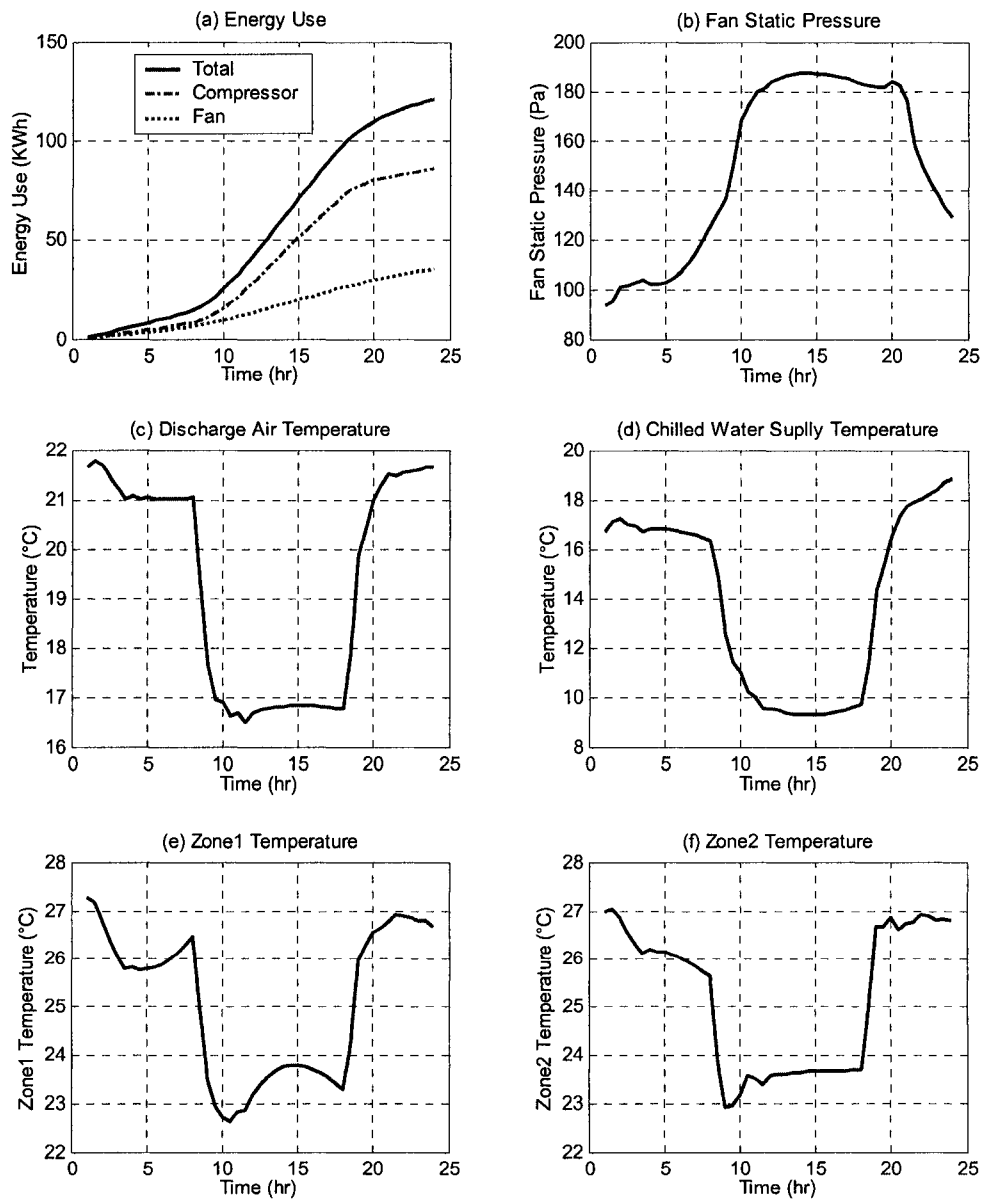 (a) Energy Use
150
100
50
0
Energy Use (KWh)
Total
Compressor
Fan
0 5 10 15 20 25
Time (hr)
(b) Fan Static Pressure
200
180
160
140
120
100
80
Fan Static Pressure (Pa)
0 5 10 15 20 25
Time (hr)
(c) Discharge Air Temperature
22
21
20
19
18
17
16
Temperature (°C)
0 5 10 15 20 25
Time (hr)
(d) Chilled Water Suplly Temperature
20
18
16
14
12
10
8
Temperature (°C)
0 5 10 15 20 25
Time (hr)
(e) Zone1 Temperature
28
27
26
25
24
23
22
Zone1 Temperature (°C)
0 5 10 15 20 25
Time (hr)
(f) Zone2 Temperature
28
27
26
25
24
23
22
Zone2 Temperature (°C)
0 5 10 15 20 25
Time (hr)